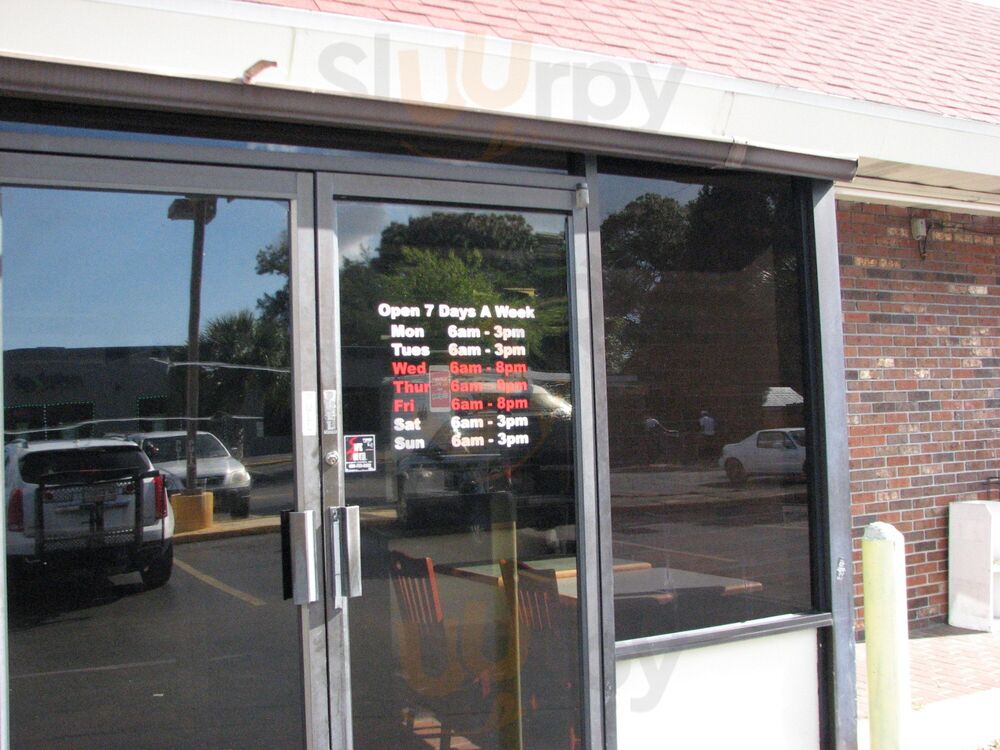 Sluurpy
Open 7 Days A Week
Mon 6am - 3pm
Tues 6am - 3pm
Wed 6am - 8pm
Thur 6am - 8pm
Fri 6am - 8pm
Sat 6am - 3pm
Sun 6am - 3pm